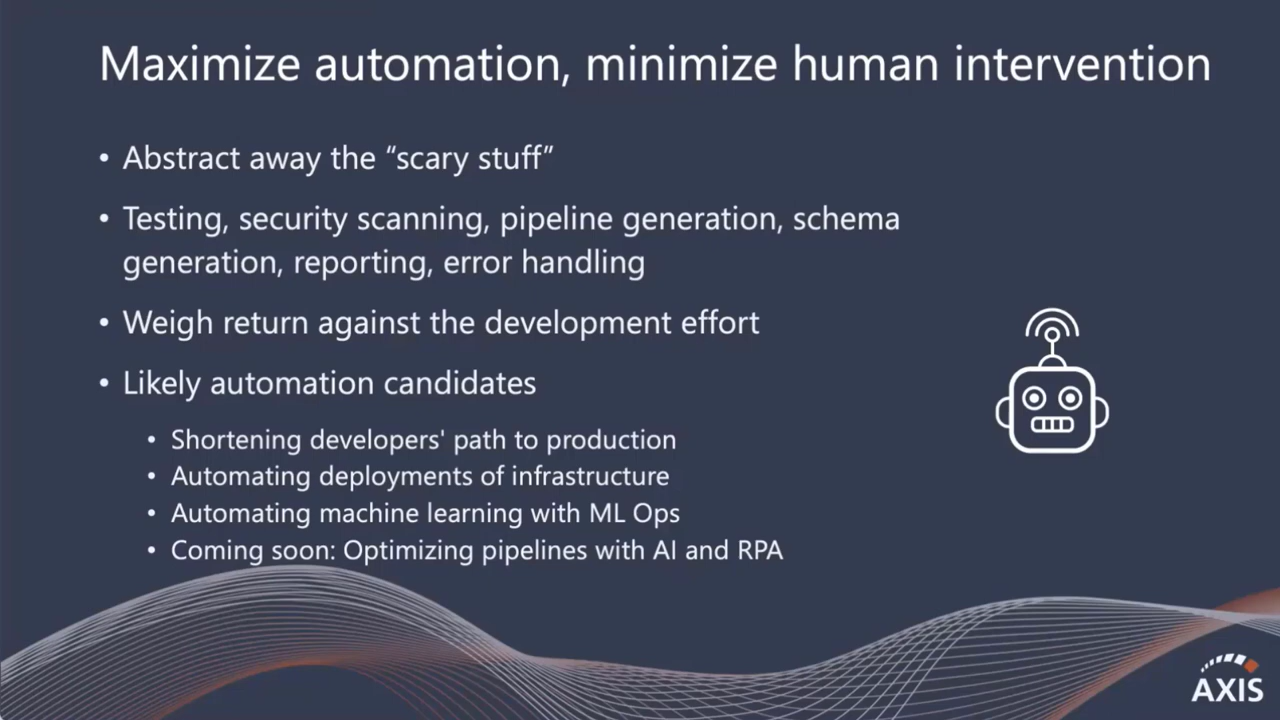 Maximize automation, minimize human intervention
• Abstract away the “scary stuff”
• Testing, security scanning, pipeline generation, schema
generation, reporting, error handling
• Weigh return against the development effort
• Likely automation candidates
• Shortening developers' path to production
• Automating deployments of infrastructure
• Automating machine learning with ML Ops
• Coming soon: Optimizing pipelines with AI and RPA
AXIS